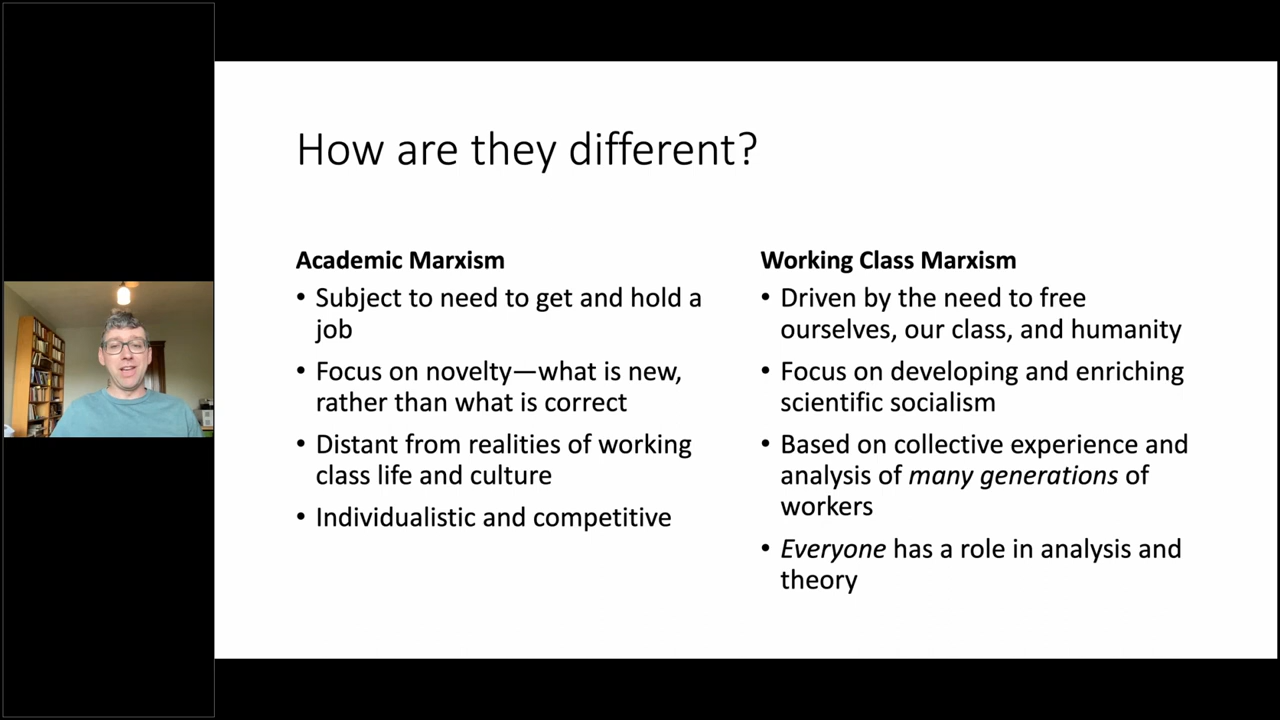 How are they different?
Academic Marxism
• Subject to need to get and hold a
job
• Focus on novelty—what is new,
rather than what is correct
• Distant from realities of working
class life and culture
• Individualistic and competitive
Working Class Marxism
• Driven by the need to free
ourselves, our class, and humanity
• Focus on developing and enriching
scientific socialism
• Based on collective experience and
analysis of many generations of
workers
• Everyone has a role in analysis and
theory